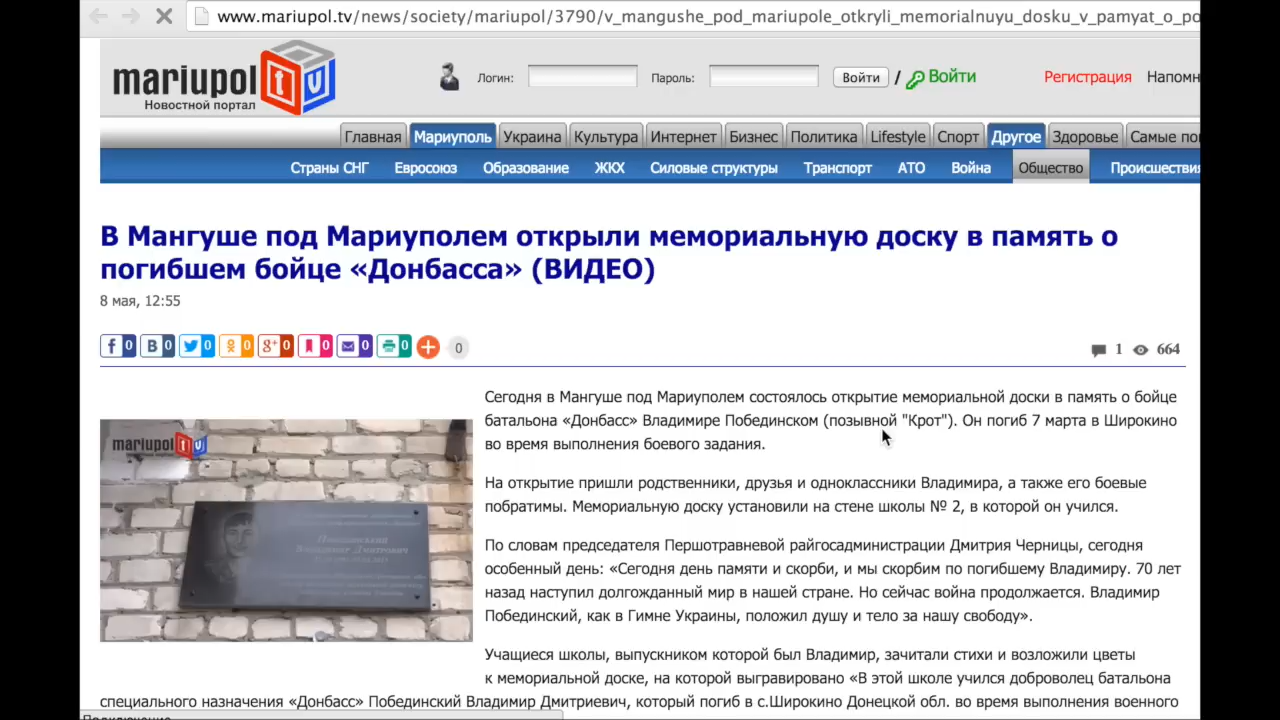 www.mariupol.tv/news/society/mariupol/3790/v_mangushe_pod_mariupole_otkryli_memorialnuyu_dosku_v_pamyat_o_po
mariupol tv
Новостной портал
Логин:
Пароль:
Войти / Войти
Регистрация
Напомн
Главная Мариуполь Украина Культура Интернет Бизнес Политика Lifestyle Спорт Другое Здоровье Самые по
Страны СНГ Евросоюз Образование ЖКХ Силовые структуры Транспорт АТО Война Общество Происшествия
В Мангуше под Мариуполем открыли мемориальную доску в память о
погибшем бойце «Донбасса» (ВИДЕО)
8 мая, 12:55
0 0 0 0 0 0 0 0 0
1 664
Сегодня в Мангуше под Мариуполем состоялось открытие мемориальной доски в память о бойце
батальона «Донбасс» Владимире Побединском (позывной "Крот"). Он погиб 7 марта в Широкино
во время выполнения боевого задания.
На открытие пришли родственники, друзья и одноклассники Владимира, а также его боевые
побратимы. Мемориальную доску установили на стене школы № 2, в которой он учился.
По словам председателя Першотравневой райгосадминистрации Дмитрия Черницы, сегодня
особенный день: «Сегодня день памяти и скорби, и мы скорбим по погибшему Владимиру. 70 лет
назад наступил долгожданный мир в нашей стране. Но сейчас война продолжается. Владимир
Побединский, как в Гимне Украины, положил душу и тело за нашу свободу».
Учащиеся школы, выпускником которой был Владимир, зачитали стихи и возложили цветы
к мемориальной доске, на которой выгравировано «В этой школе учился доброволец батальона
специального назначения «Донбасс» Побединский Владимир Дмитриевич, который погиб в с.Широкино Донецкой обл. во время выполнения военного
mariupol tv